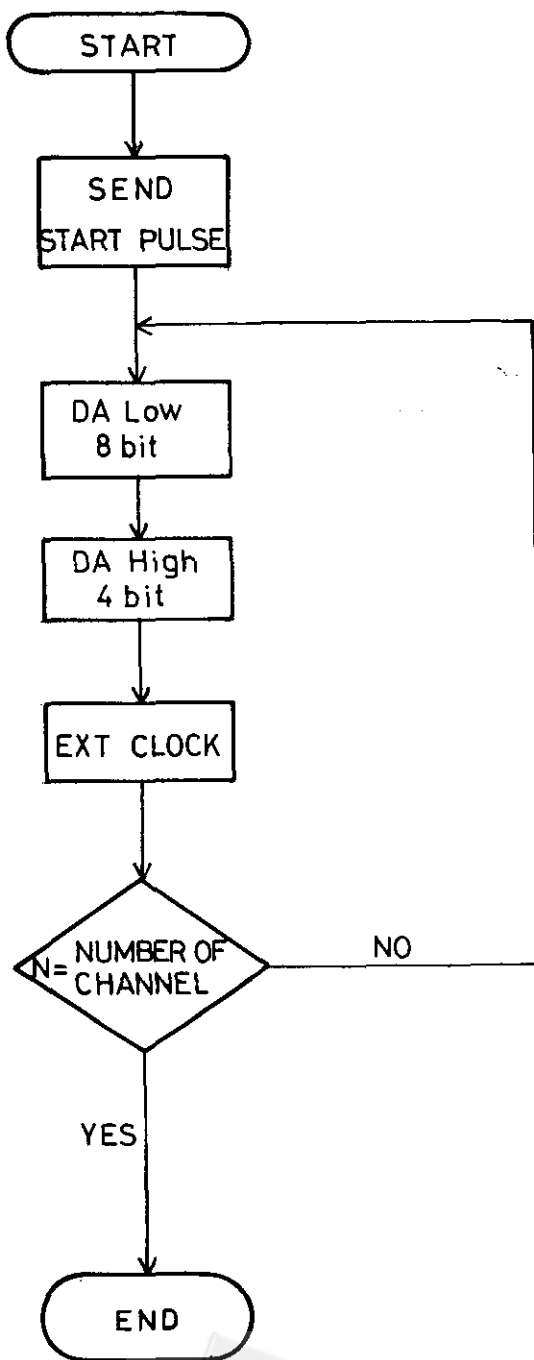 START
SEND
START PULSE
DA Low
8 bit
DA High
4 bit
EXT CLOCK
N= NUMBER OF
CHANNEL
NO
YES
END